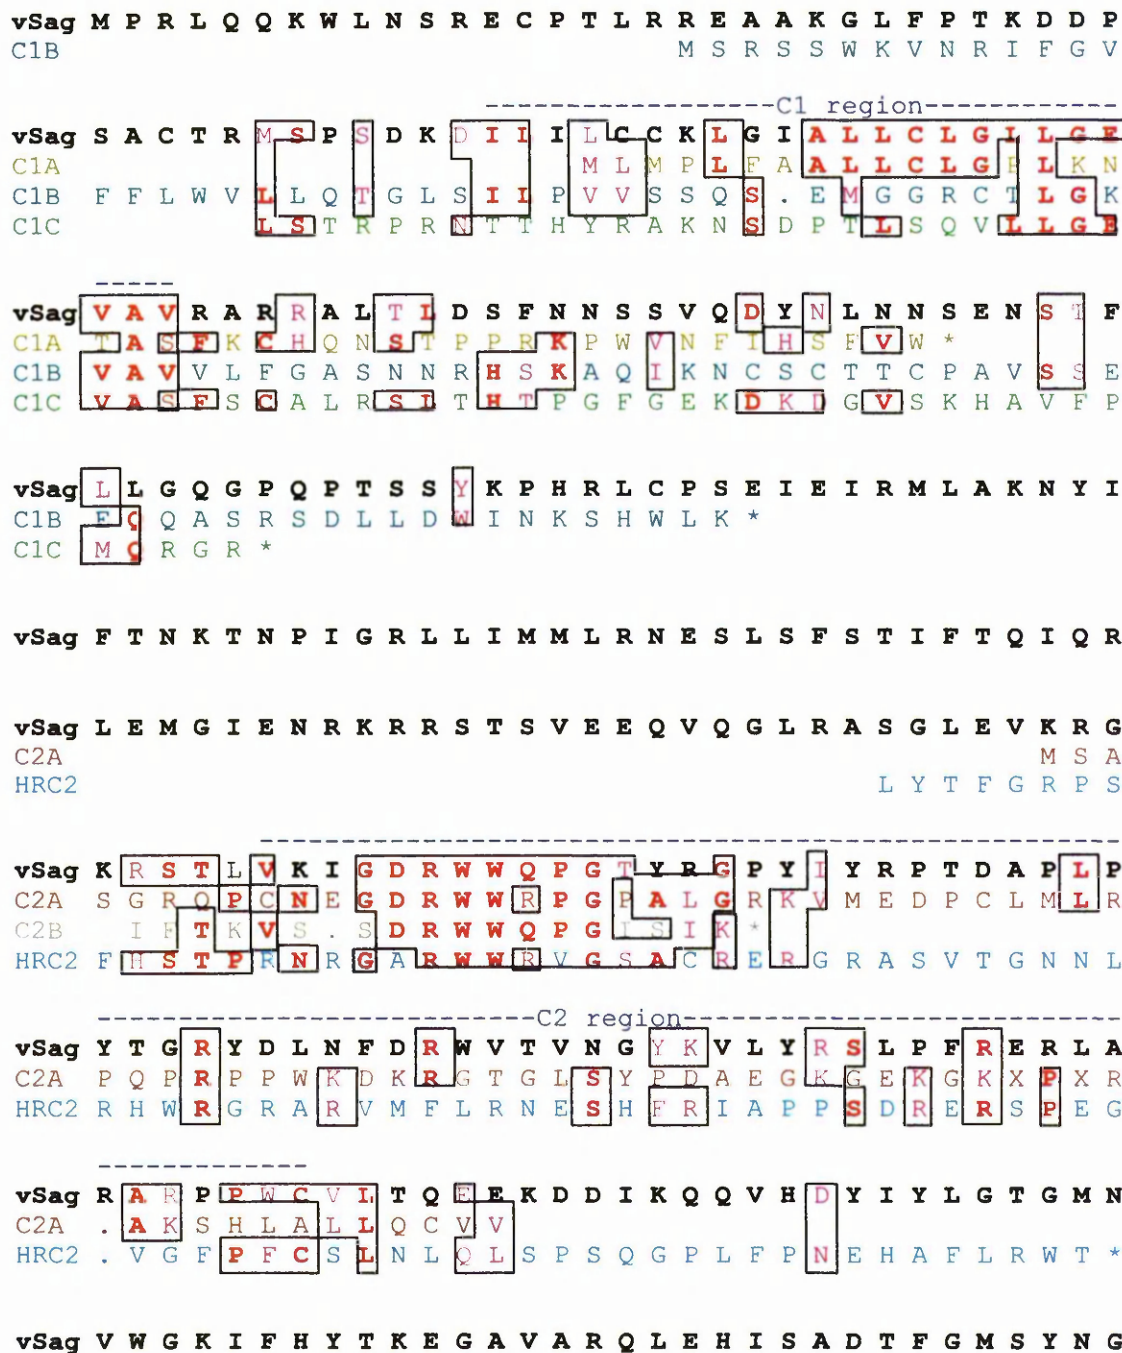 vSag M P R L Q Q K W L N S R E C P T L R R E A A K G L F P T K D D P
C1B M S R S S W K V N R I F G V
------------------C1 region------------
vSag S A C T R M S P S D K D I L I L C C K L G I A L L C L G I L G E
C1A M L M P L F A A L L C L G P L K N
C1B F F L W V L L Q T G L S I L P V V S S Q S . E M G G R C T L G K
C1C L S T R P R N T T H Y R A K N S D P T L S Q V L L G E
-----
vSag V A V R A R R A L T L D S F N N S S V Q D Y N L N N S E N S T F
C1A T A S F K C H Q N S T P P R K P W V N F I H S F V W *
C1B V A V V L F G A S N N R H S K A Q I K N C S C T T C P A V S S E
C1C V A S F S C A L R S L T H T P G F G E K D K D G V S K H A V F P
vSag L L G Q G P Q P T S S Y K P H R L C P S E I E I R M L A K N Y I
C1B E Q Q A S R S D L L D W I N K S H W L K *
C1C M Q R G R *
vSag F T N K T N P I G R L L I M M L R N E S L S F S T I F T Q I Q R
vSag L E M G I E N R K R R S T S V E E Q V Q G L R A S G L E V K R G
C2A M S A
HRC2 L Y T F G R P S
---------------------------
vSag K R S T L V K I G D R W W Q P G T Y R G P Y I Y R P T D A P L P
C2A S G R Q P C N E G D R W W R P G P A L G R K V M E D P C L M L R
C2B I F T K V S . S D R W W Q P G I S I K *
HRC2 F H S T P R N R G A R W W R V G S A C R E R G R A S V T G N N L
---------------------------C2 region---------------------------
vSag Y T G R Y D L N F D R W V T V N G Y K V L Y R S L P F R E R L A
C2A P Q P R P P W K D K R G T G L S Y P D A E G K G E K G K X P X R
HRC2 R H W R G R A R V M F L R N E S H F R I A P P S D R E R S P E G
-------------
vSag R A R P P W C V L T Q E E K D D I K Q Q V H D Y I Y L G T G M N
C2A . A K S H L A L L Q C V V
HRC2 . V G F P F C S L N L Q L S P S Q G P L F P N E H A F L R W T *
vSag V W G K I F H Y T K E G A V A R Q L E H I S A D T F G M S Y N G